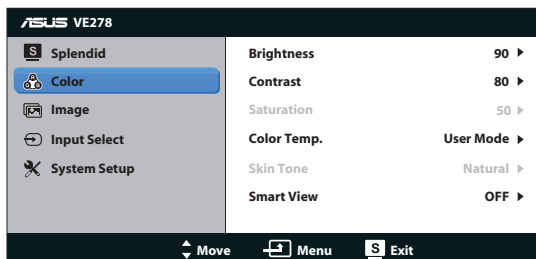 ASUS VE278
S Splendid
Color
Image
Input Select
System Setup
Brightness 90
Contrast 80
Saturation 50
Color Temp. User Mode
Skin Tone Natural
Smart View OFF
Move Menu S Exit